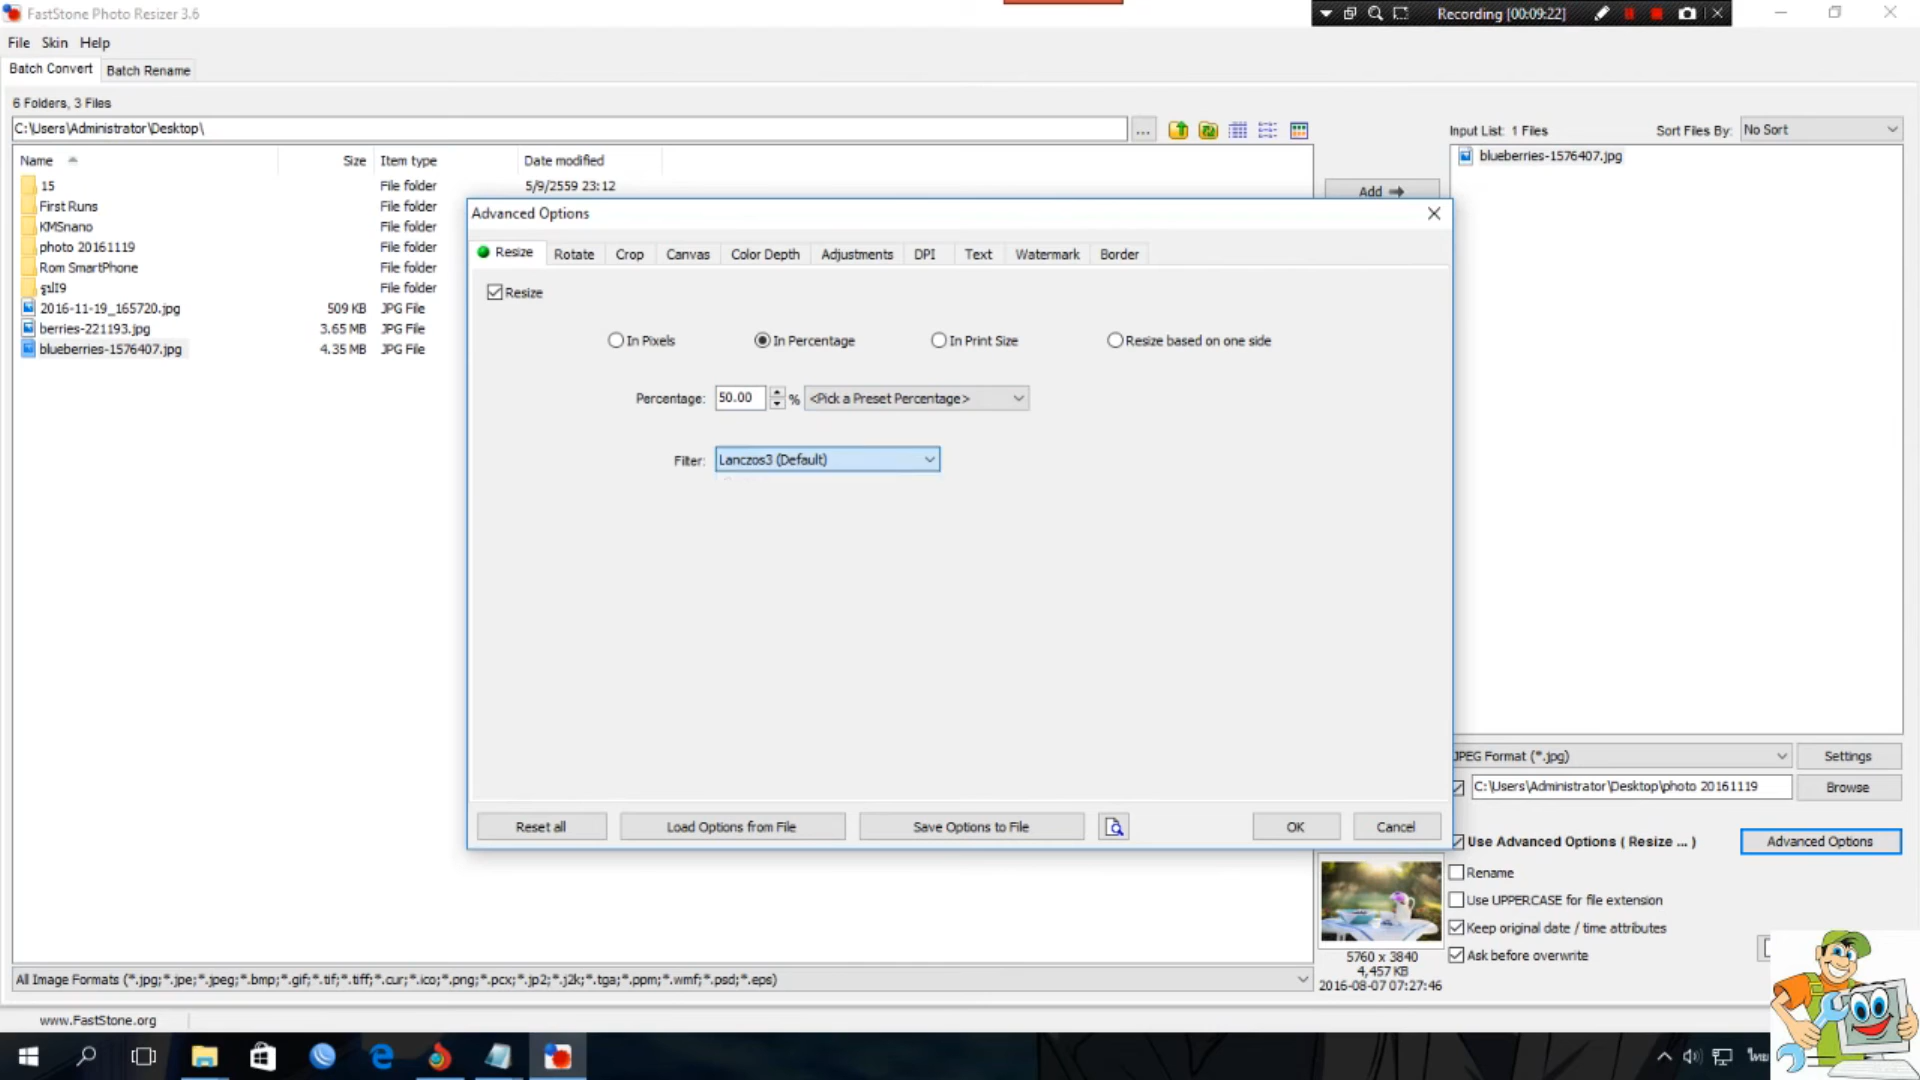 FastStone Photo Resizer 3.6
Recording [00:09:22]
File Skin Help
Batch Convert Batch Rename
6 Folders, 3 Files
C:\Users\Administrator\Desktop\
...
Input List: 1 Files
Sort Files By: No Sort
Name Size Item type Date modified
blueberries-1576407.jpg
15 File folder 5/9/2559 23:12
Add
First Runs File folder
KMSnano File folder
photo 20161119 File folder
Rom SmartPhone File folder
รูปI9 File folder
2016-11-19_165720.jpg 509 KB JPG File
berries-221193.jpg 3.65 MB JPG File
blueberries-1576407.jpg 4.35 MB JPG File
Advanced Options
Resize Rotate Crop Canvas Color Depth Adjustments DPI Text Watermark Border
Resize
In Pixels In Percentage In Print Size Resize based on one side
Percentage: 50.00 % <Pick a Preset Percentage>
Filter: Lanczos3 (Default)
Reset all Load Options from File Save Options to File OK Cancel
JPEG Format (*.jpg) Settings
C:\Users\Administrator\Desktop\photo 20161119 Browse
Use Advanced Options ( Resize ... ) Advanced Options
Rename
Use UPPERCASE for file extension
Keep original date / time attributes
Ask before overwrite
5760 x 3840
4,457 KB
2016-08-07 07:27:46
All Image Formats (*.jpg;*.jpe;*.jpeg;*.bmp;*.gif;*.tif;*.tiff;*.cur;*.ico;*.png;*.pcx;*.jp2;*.j2k;*.tga;*.ppm;*.wmf;*.psd;*.eps)
www.FastStone.org
ไทย